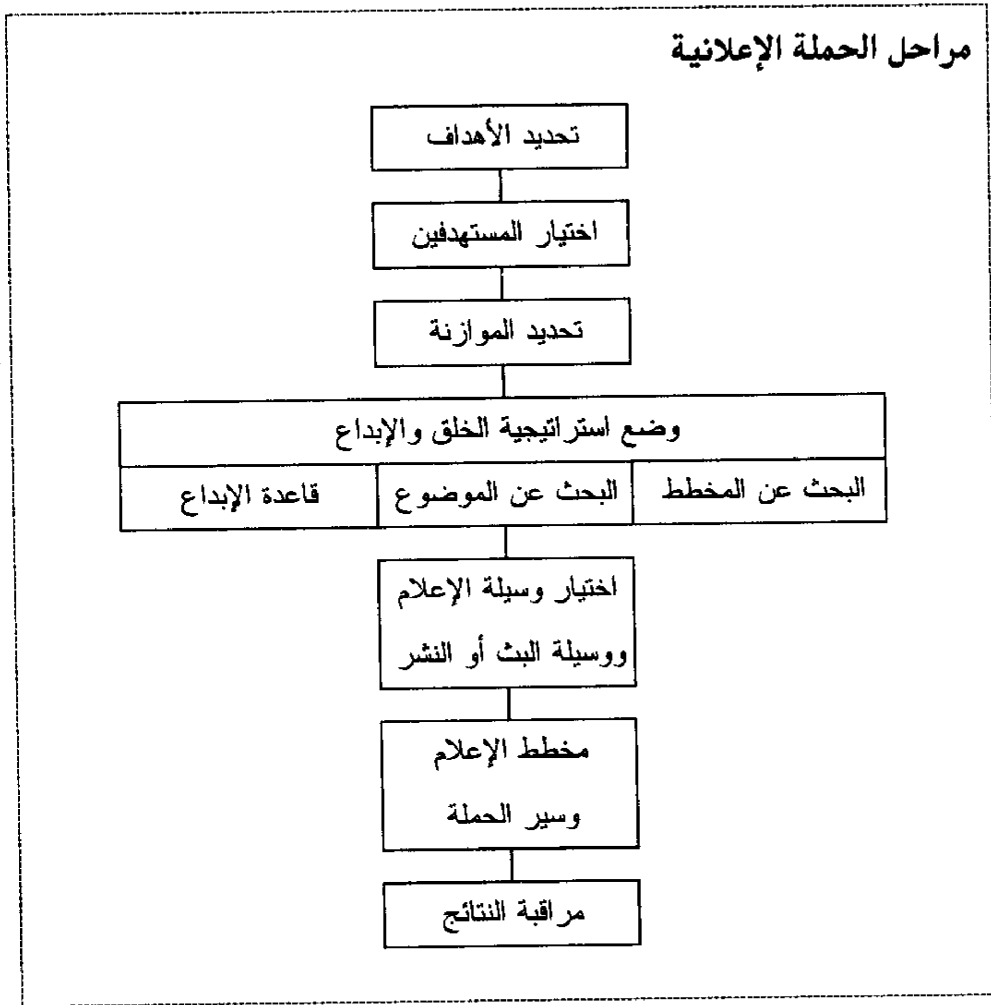 مراحل الحملة الإعلانية
تحديد الأهداف
اختيار المستهدفين
تحديد الموازنة
وضع استراتيجية الخلق والإبداع
البحث عن المخطط
البحث عن الموضوع
قاعدة الإبداع
اختيار وسيلة الإعلام
ووسيلة البث أو النشر
مخطط الإعلام
وسير الحملة
مراقبة النتائج